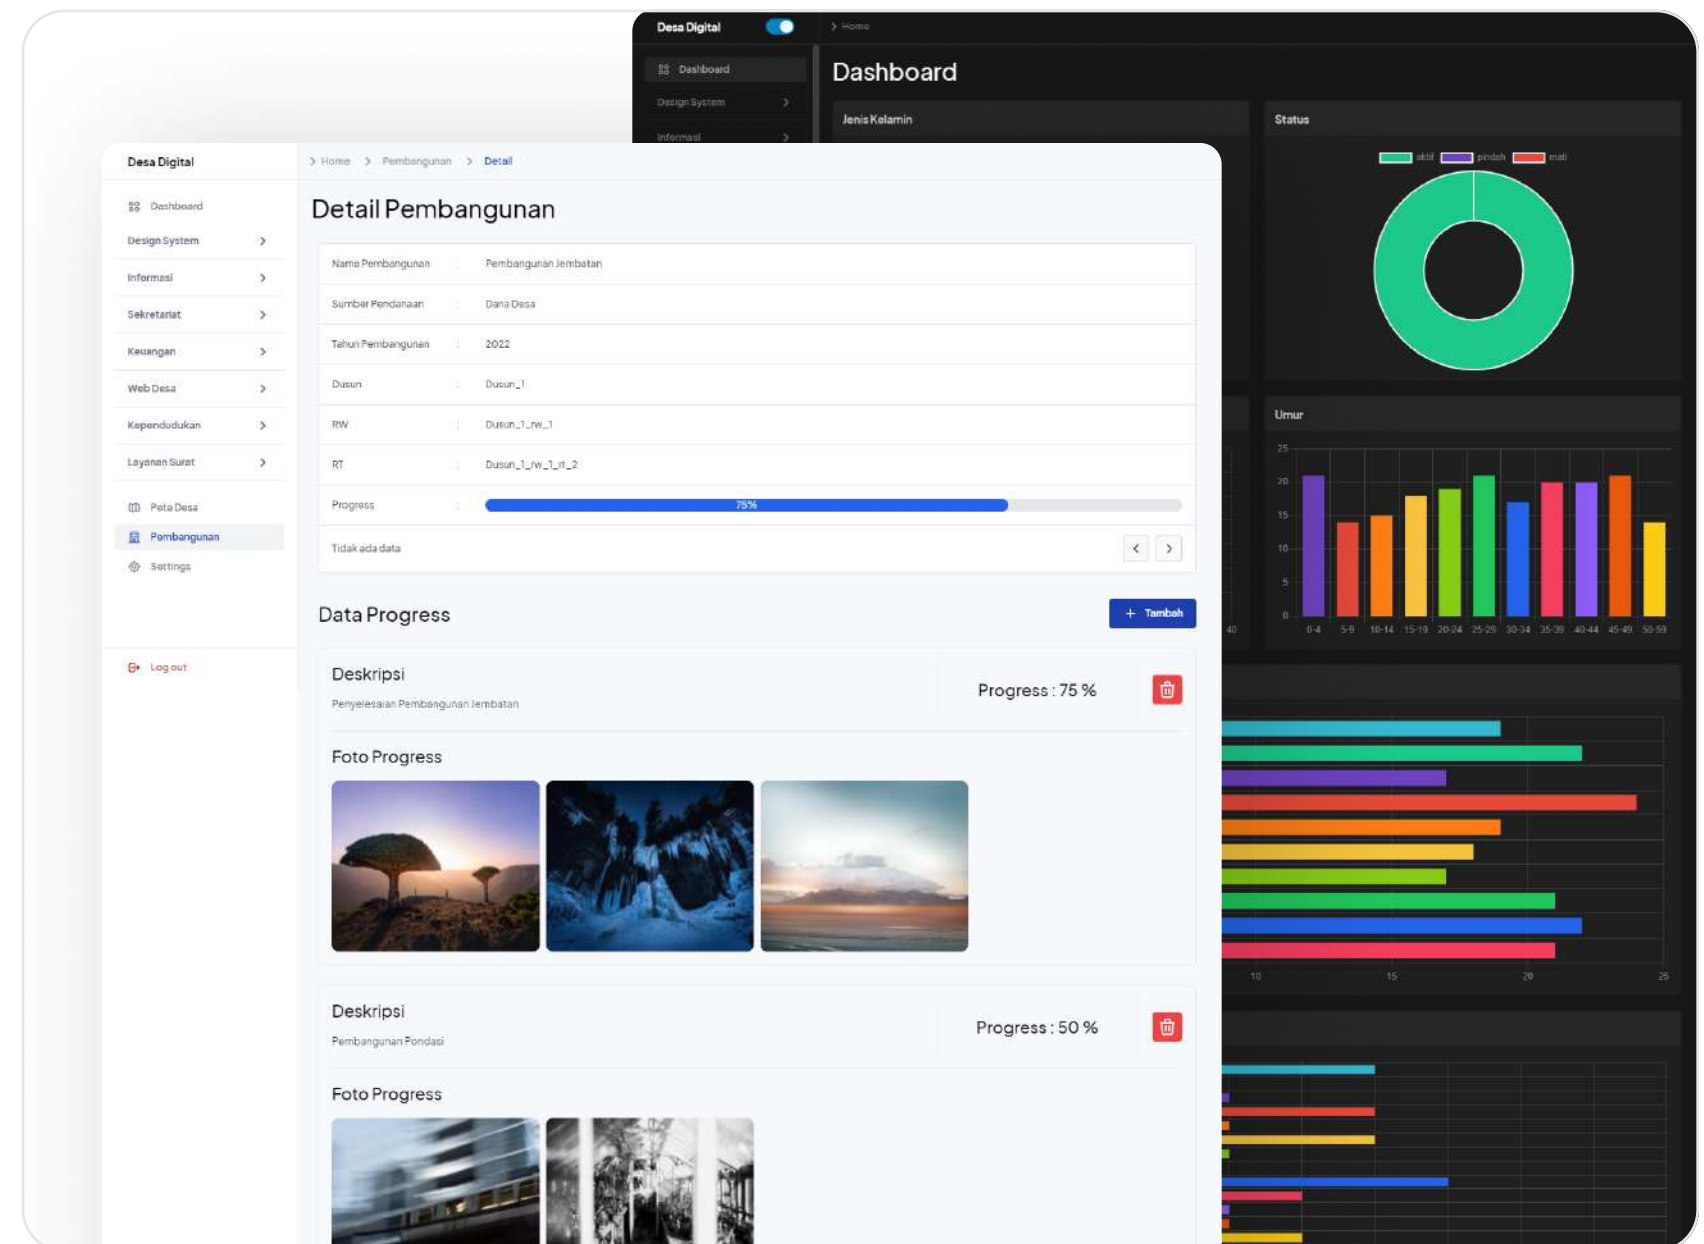 Desa Digital
Home
Dashboard
Design System
Informasi
Dashboard
Jenis Kelamin
Status
aktif pindah mati
Umur
25
20
15
10
5
0
0-4 5-9 10-14 15-19 20-24 25-29 30-34 35-39 40-44 45-49 50-59
40
10 15 20 25
Desa Digital
Dashboard
Design System
Informasi
Sekretariat
Keuangan
Web Desa
Kependudukan
Layanan Surat
Peta Desa
Pembangunan
Settings
Log out
Home Pembangunan Detail
Detail Pembangunan
Nama Pembangunan : Pembangunan Jembatan
Sumber Pendanaan : Dana Desa
Tahun Pembangunan : 2022
Dusun : Dusun_1
RW : Dusun_1_rw_1
RT : Dusun_1_rw_1_rt_2
Progress : 75%
Tidak ada data
Data Progress
+ Tambah
Deskripsi
Penyelesaian Pembangunan Jembatan
Progress : 75 %
Foto Progress
Deskripsi
Pembangunan Pondasi
Progress : 50 %
Foto Progress